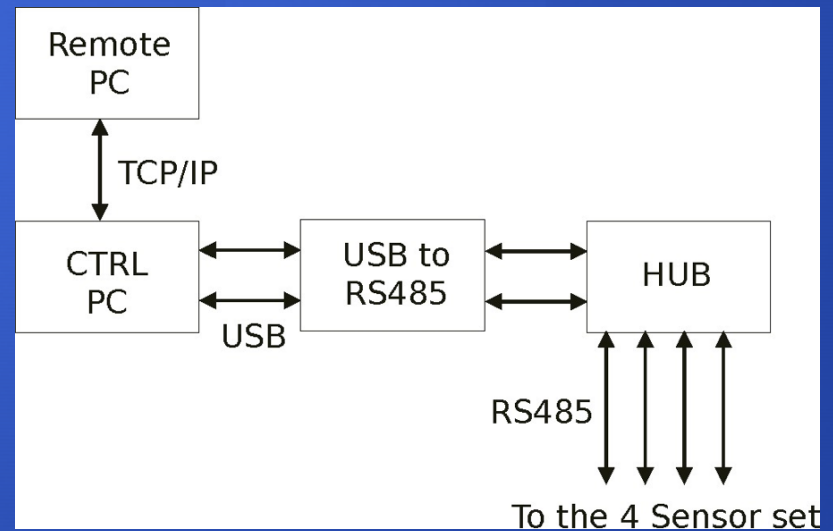 Remote
PC
TCP/IP
CTRL
PC
USB
USB to
RS485
HUB
RS485
To the 4 Sensor set